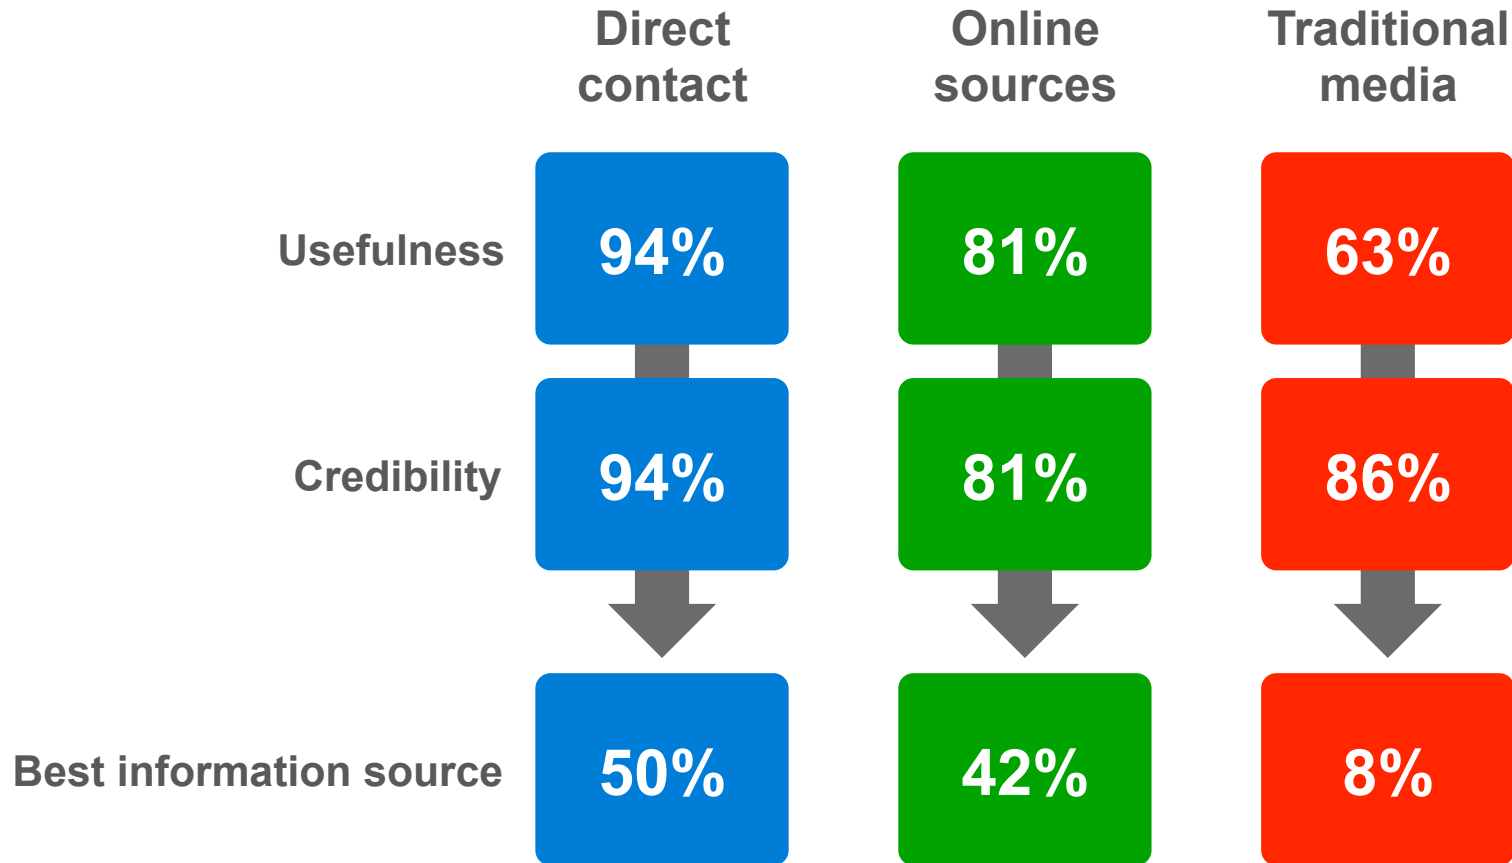 Direct
contact
Online
sources
Traditional
media
Usefulness
94%
81%
63%
Credibility
94%
81%
86%
Best information source
50%
42%
8%